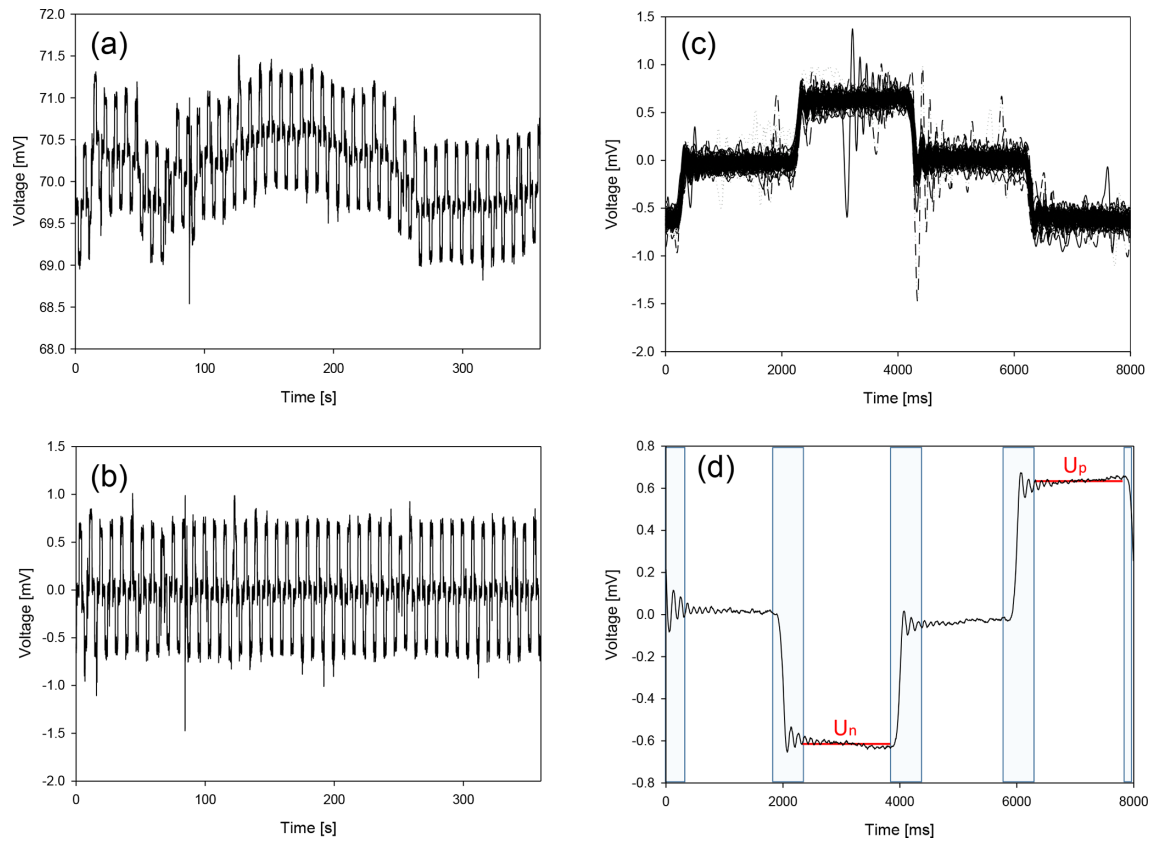 (a)
72.0
71.5
71.0
70.5
70.0
69.5
69.0
68.5
68.0
Voltage [mV]
0 100 200 300
Time [s]
(c)
1.5
1.0
0.5
0.0
-0.5
-1.0
-1.5
-2.0
Voltage [mV]
0 2000 4000 6000 8000
Time [ms]
(b)
1.5
1.0
0.5
0.0
-0.5
-1.0
-1.5
-2.0
Voltage [mV]
0 100 200 300
Time [s]
(d)
0.8
0.6
0.4
0.2
0.0
-0.2
-0.4
-0.6
-0.8
Voltage [mV]
Up
Un
0 2000 4000 6000 8000
Time [ms]